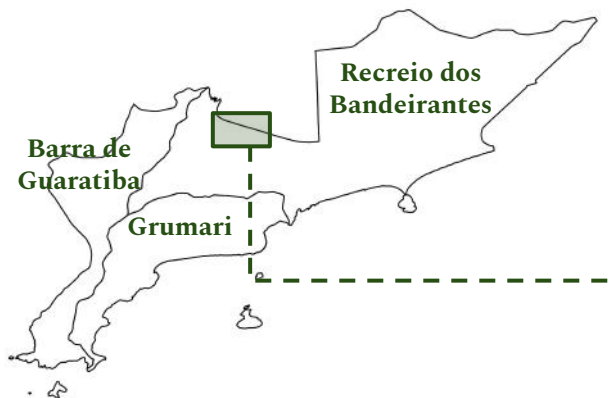 Recreio dos
Bandeirantes
Barra de
Guaratiba
Grumari